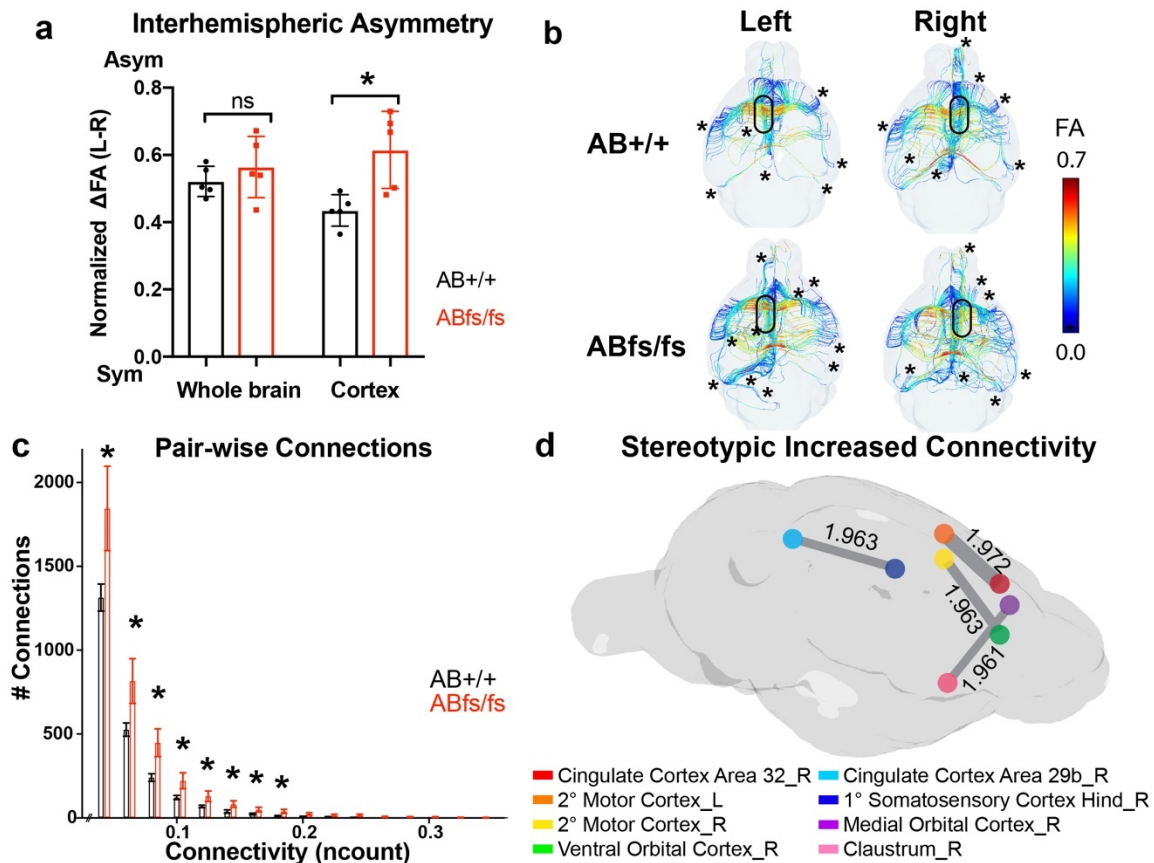 a
Interhemispheric Asymmetry
Asym
0.8
0.6
0.4
0.2
0.0
Sym
Normalized ΔFA (L-R)
ns
*
AB+/+
ABfs/fs
Whole brain
Cortex
b
Left
Right
AB+/+
* * * * * * *
* * * * * * * *
ABfs/fs
* * * * * * * * * *
* * * * * * * *
FA
0.7
0.0
c
Pair-wise Connections
2000
1500
1000
500
0
# Connections
* * * * * * * *
AB+/+
ABfs/fs
0.1 0.2 0.3
Connectivity (ncount)
d
Stereotypic Increased Connectivity
1.963
1.972
1.963
1.961
Cingulate Cortex Area 32_R
2° Motor Cortex_L
2° Motor Cortex_R
Ventral Orbital Cortex_R
Cingulate Cortex Area 29b_R
1° Somatosensory Cortex Hind_R
Medial Orbital Cortex_R
Claustrum_R